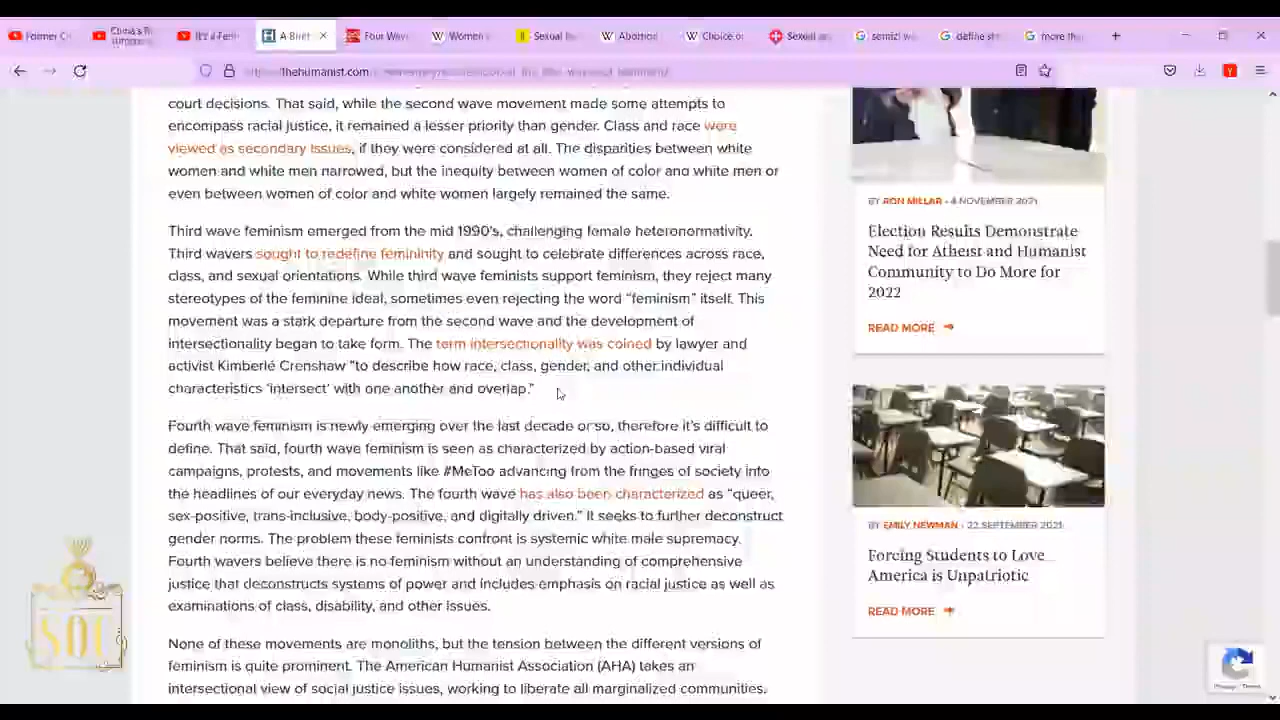 Former C
China's R
It's a Fem
A Brief
Four Wav
Women's
Sexual
Abortion
Choice
Sexual
define
more
thehumanist.com
court decisions. That said, while the second wave movement made some attempts to
encompass racial justice, it remained a lesser priority than gender. Class and race were
viewed as secondary issues, if they were considered at all. The disparities between white
women and white men narrowed, but the inequity between women of color and white men or
even between women of color and white women largely remained the same.
Third wave feminism emerged from the mid 1990's, challenging female heteronormativity.
Third wavers sought to redefine femininity and sought to celebrate differences across race,
class, and sexual orientations. While third wave feminists support feminism, they reject many
stereotypes of the feminine ideal, sometimes even rejecting the word “feminism” itself. This
movement was a stark departure from the second wave and the development of
intersectionality began to take form. The term intersectionality was coined by lawyer and
activist Kimberlé Crenshaw “to describe how race, class, gender, and other individual
characteristics ‘intersect’ with one another and overlap.”
Fourth wave feminism is newly emerging over the last decade or so, therefore it's difficult to
define. That said, fourth wave feminism is seen as characterized by action-based viral
campaigns, protests, and movements like #MeToo advancing from the fringes of society into
the headlines of our everyday news. The fourth wave has also been characterized as “queer,
sex-positive, trans-inclusive, body-positive, and digitally driven.” It seeks to further deconstruct
gender norms. The problem these feminists confront is systemic white male supremacy.
Fourth wavers believe there is no feminism without an understanding of comprehensive
justice that deconstructs systems of power and includes emphasis on racial justice as well as
examinations of class, disability, and other issues.
None of these movements are monoliths, but the tension between the different versions of
feminism is quite prominent. The American Humanist Association (AHA) takes an
intersectional view of social justice issues, working to liberate all marginalized communities.
BY RON MILLAR • 4 NOVEMBER 2021
Election Results Demonstrate
Need for Atheist and Humanist
Community to Do More for
2022
READ MORE
BY EMILY NEWMAN • 22 SEPTEMBER 2021
Forcing Students to Love
America is Unpatriotic
READ MORE
SOC
Privacy - Terms